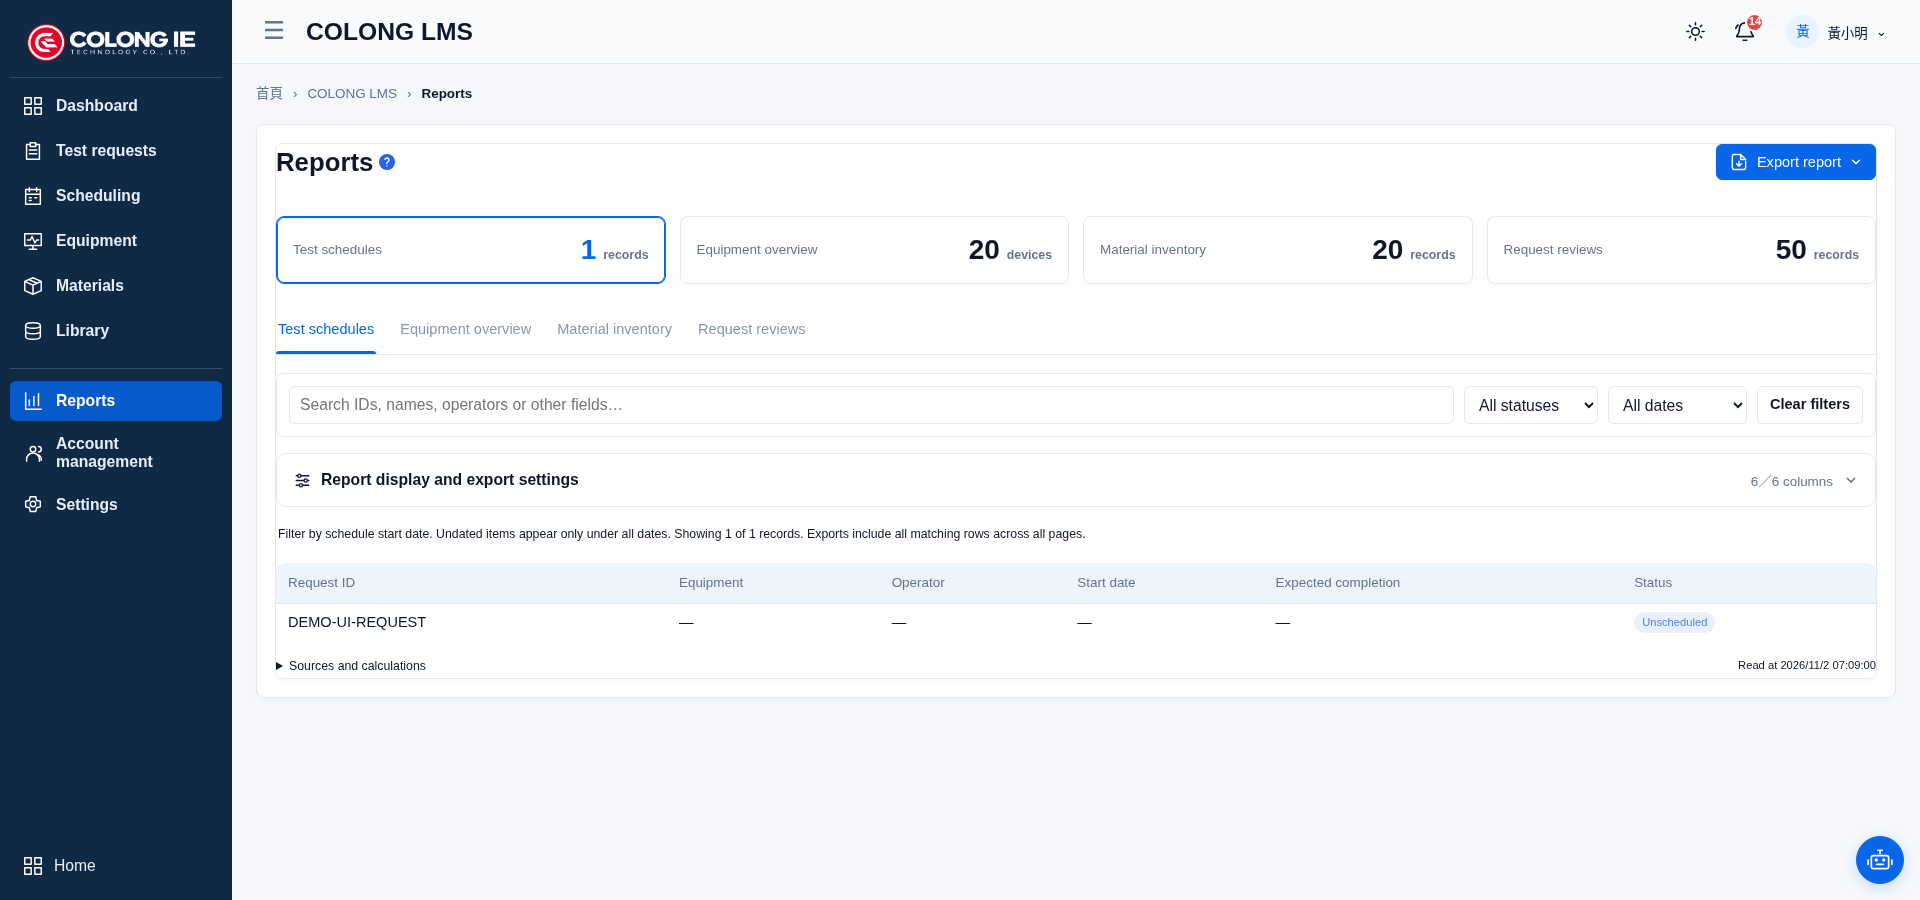 COLONG IE
TECHNOLOGY CO., LTD.
Dashboard
Test requests
Scheduling
Equipment
Materials
Library
Reports
Account
management
Settings
Home
COLONG LMS
14
黃
黃小明
首頁 › COLONG LMS › Reports
Reports ?
Export report
Test schedules 1 records
Equipment overview 20 devices
Material inventory 20 records
Request reviews 50 records
Test schedules Equipment overview Material inventory Request reviews
Search IDs, names, operators or other fields…
All statuses
All dates
Clear filters
Report display and export settings
6／6 columns
Filter by schedule start date. Undated items appear only under all dates. Showing 1 of 1 records. Exports include all matching rows across all pages.
Request ID Equipment Operator Start date Expected completion Status
DEMO-UI-REQUEST — — — — Unscheduled
Sources and calculations
Read at 2026/11/2 07:09:00